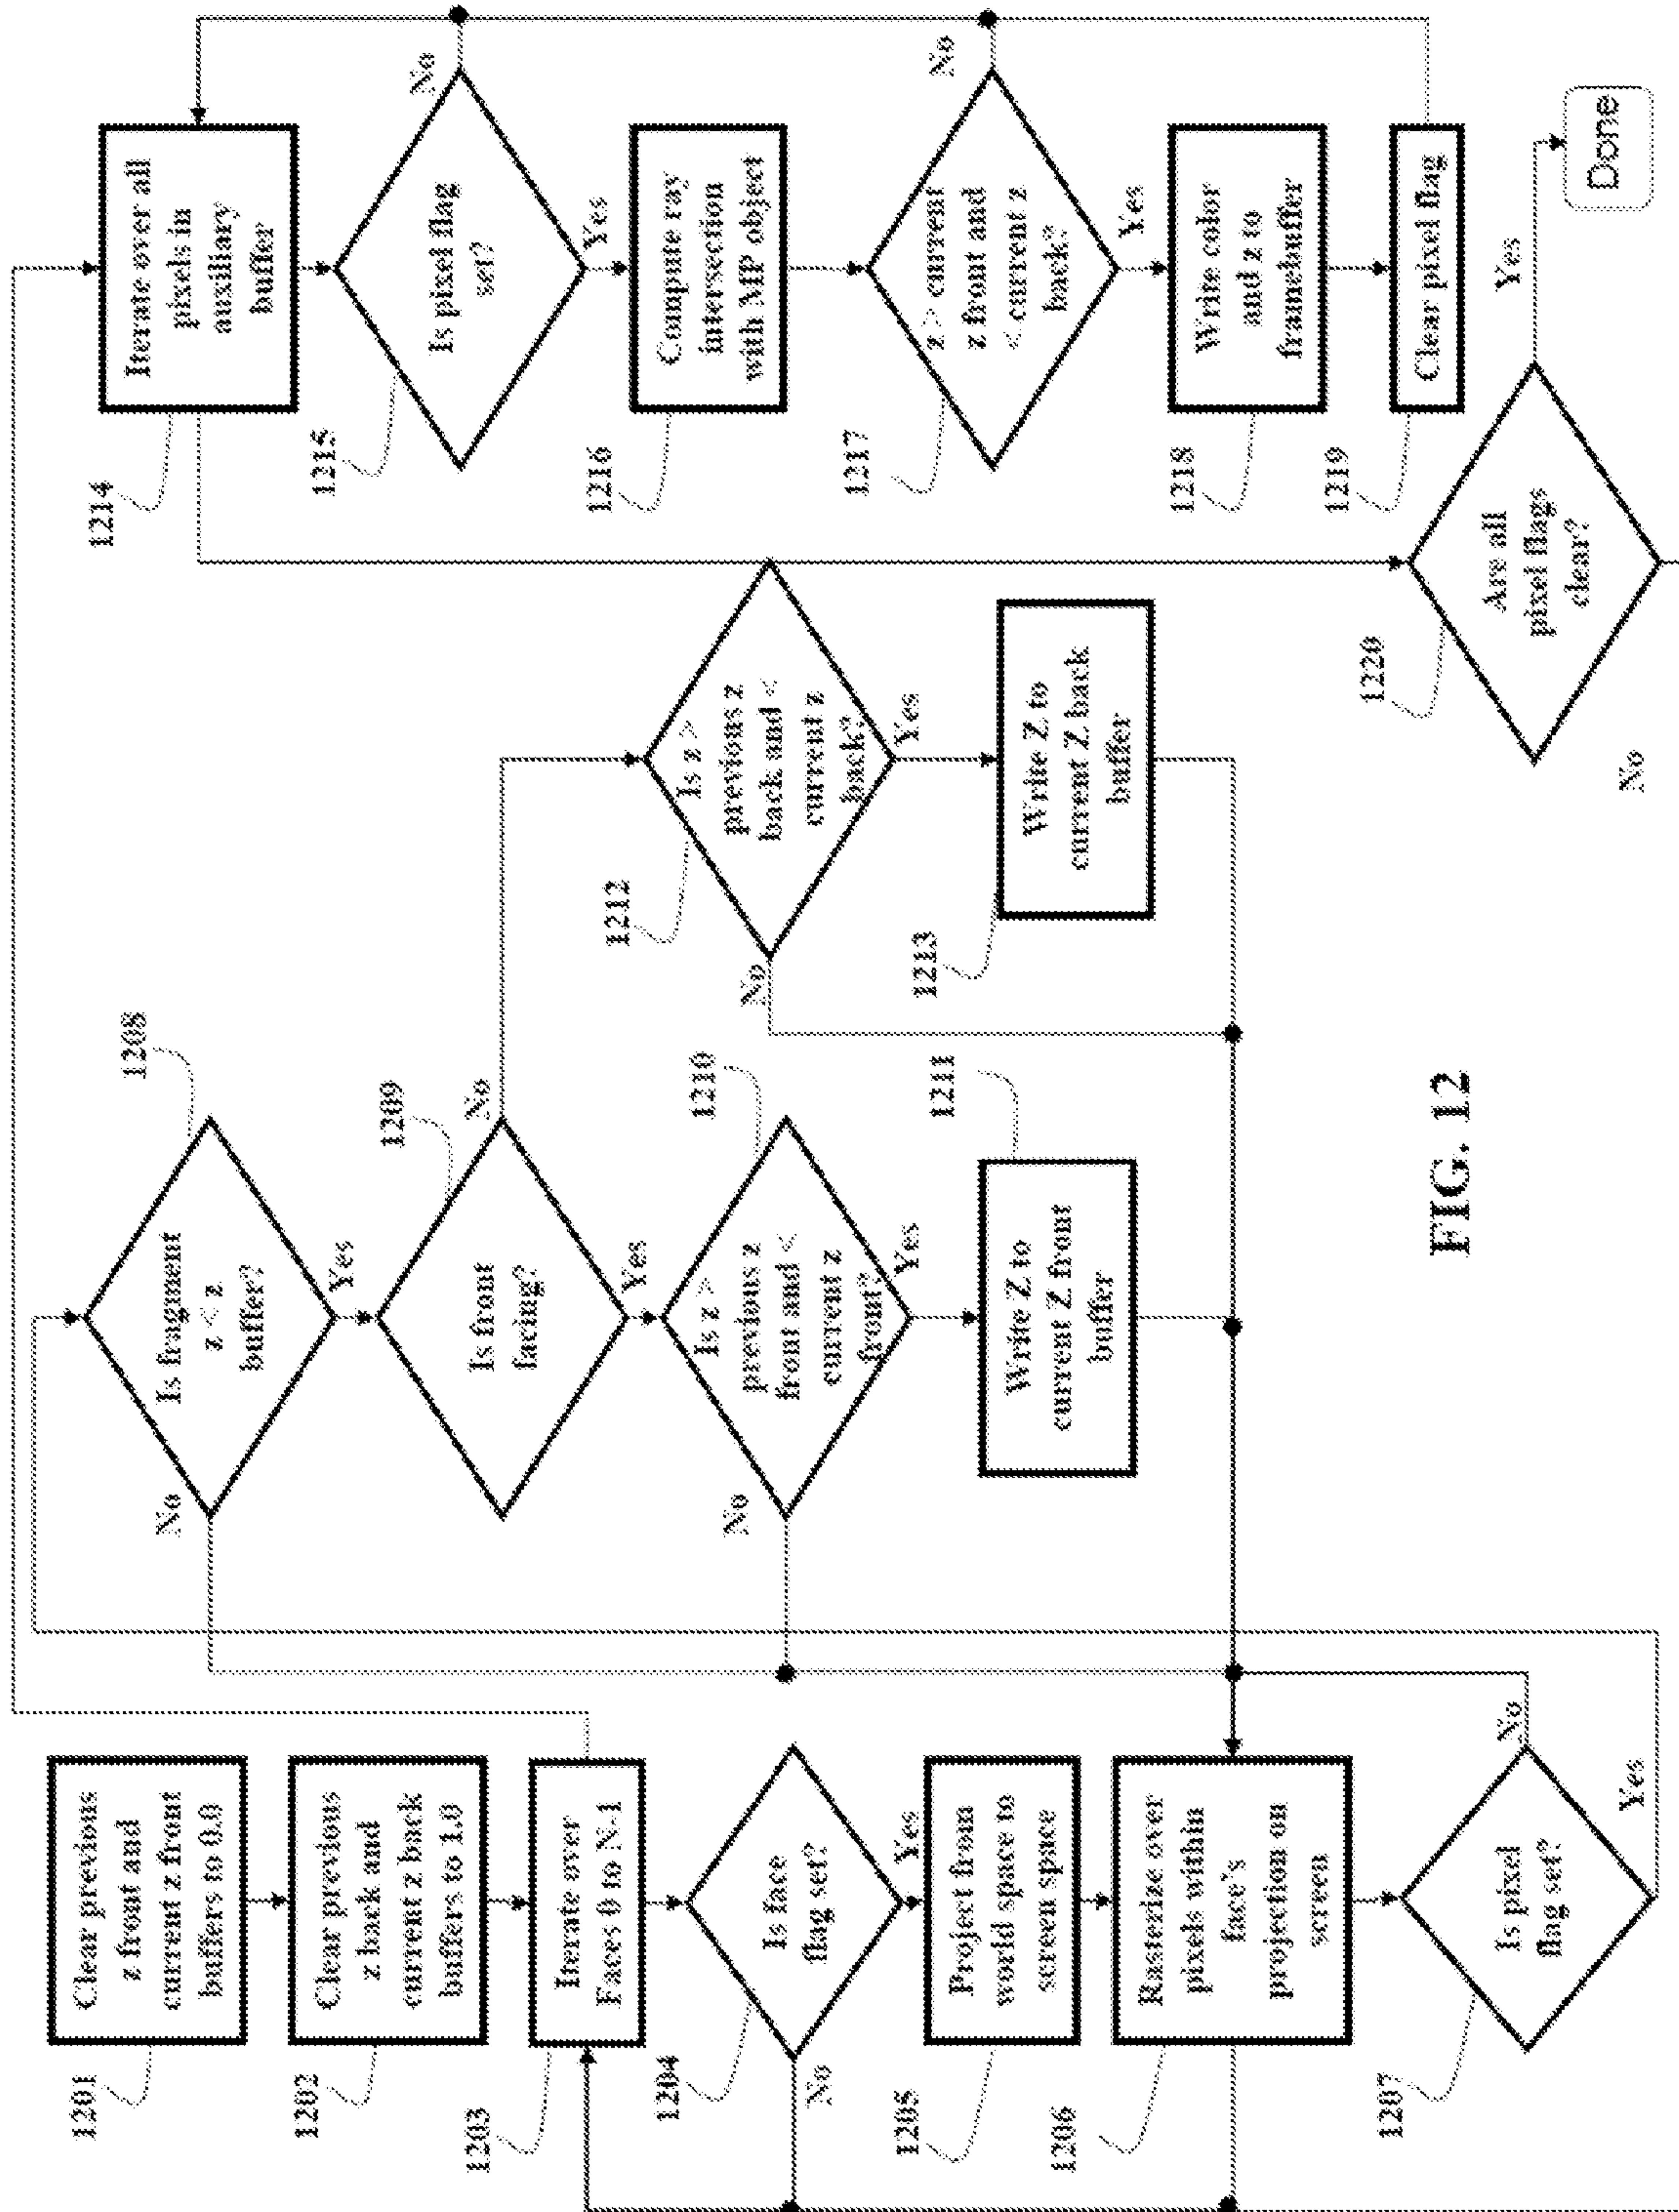 1201
Clear previous
z front and
current z front
buffers to 0.0
1202
Clear previous
z back and
current z back
buffers to 1.0
1203
Iterate over
Faces 0 to N-1
1204
Is face
flag set?
No
Yes
1205
Project from
world space to
screen space
1206
Rasterize over
pixels within
face's
projection on
screen
1207
Is pixel
flag set?
No
Yes
1208
Is fragment
z < z
buffer?
No
Yes
1209
Is front
facing?
No
Yes
1210
Is z >
previous z
front and <
current z
front?
No
Yes
1211
Write Z to
current Z front
buffer
1212
Is z >
previous z
back and <
current z
back?
No
Yes
1213
Write Z to
current Z back
buffer
1214
Iterate over all
pixels in
auxiliary
buffer
1215
Is pixel flag
set?
No
Yes
1216
Compute ray
intersection
with MP object
1217
z > current
z front and
< current z
back?
No
Yes
1218
Write color
and z to
framebuffer
1219
Clear pixel flag
1220
Are all
pixel flags
clear?
No
Yes
Done
FIG. 12